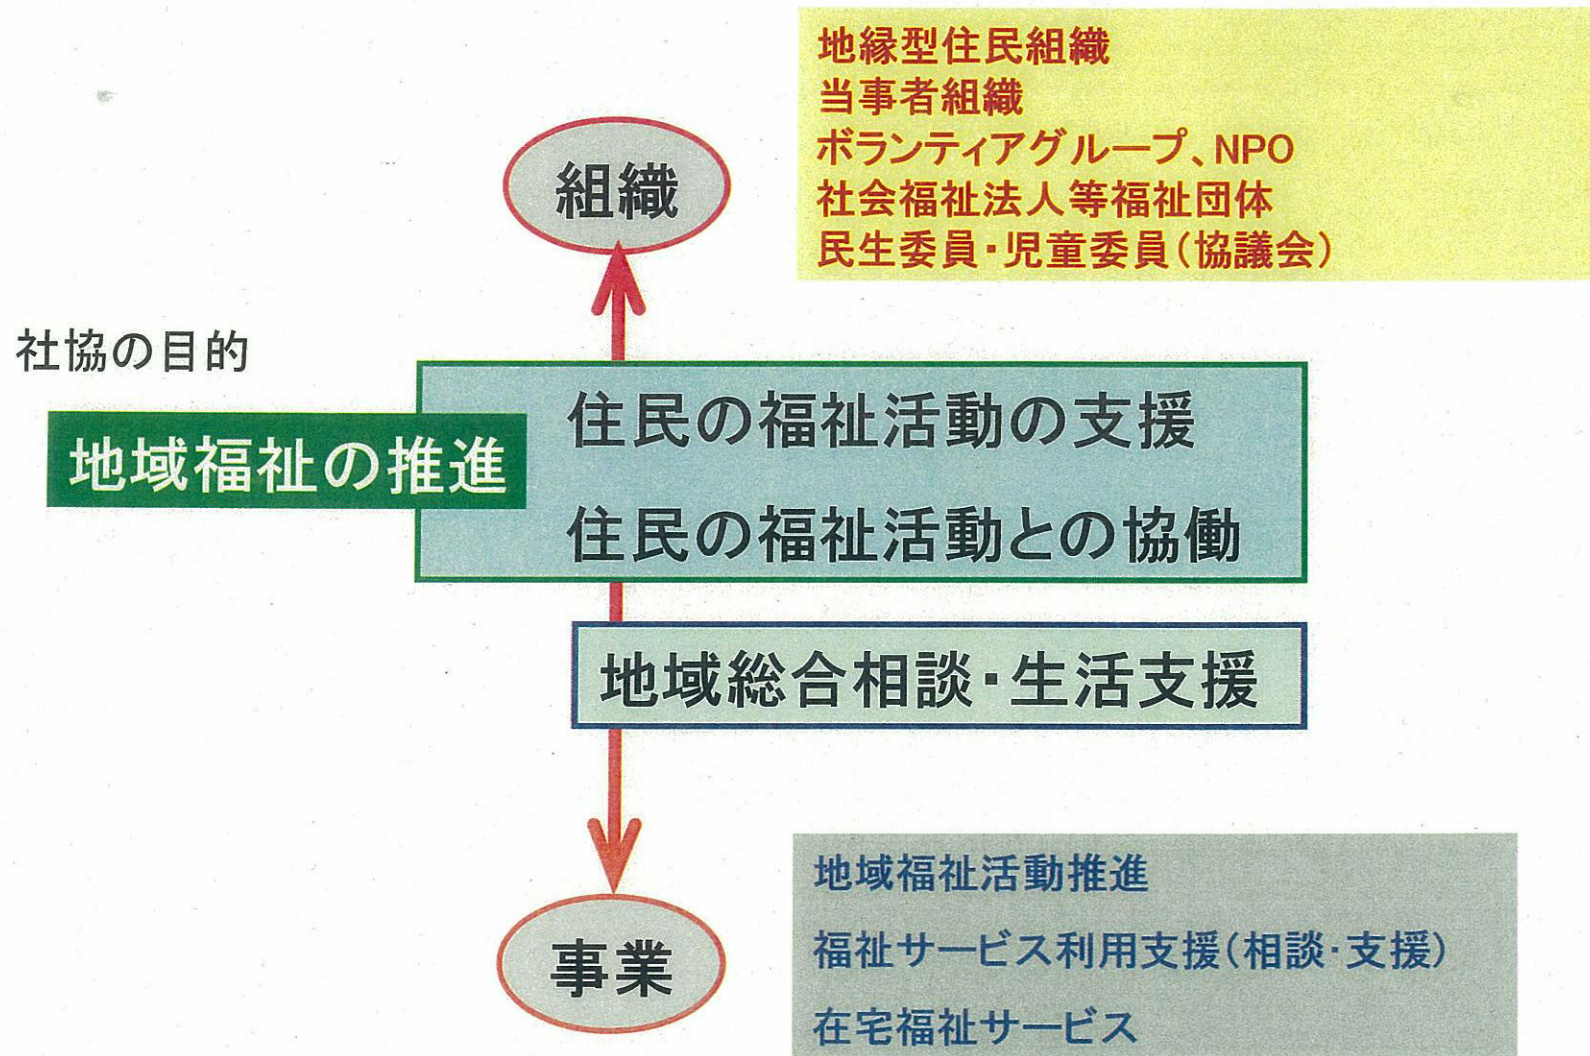 地縁型住民組織
当事者組織
ボランティアグループ、NPO
社会福祉法人等福祉団体
民生委員・児童委員(協議会)
組織
社協の目的
地域福祉の推進
住民の福祉活動の支援
住民の福祉活動との協働
地域総合相談・生活支援
事業
地域福祉活動推進
福祉サービス利用支援(相談・支援)
在宅福祉サービス